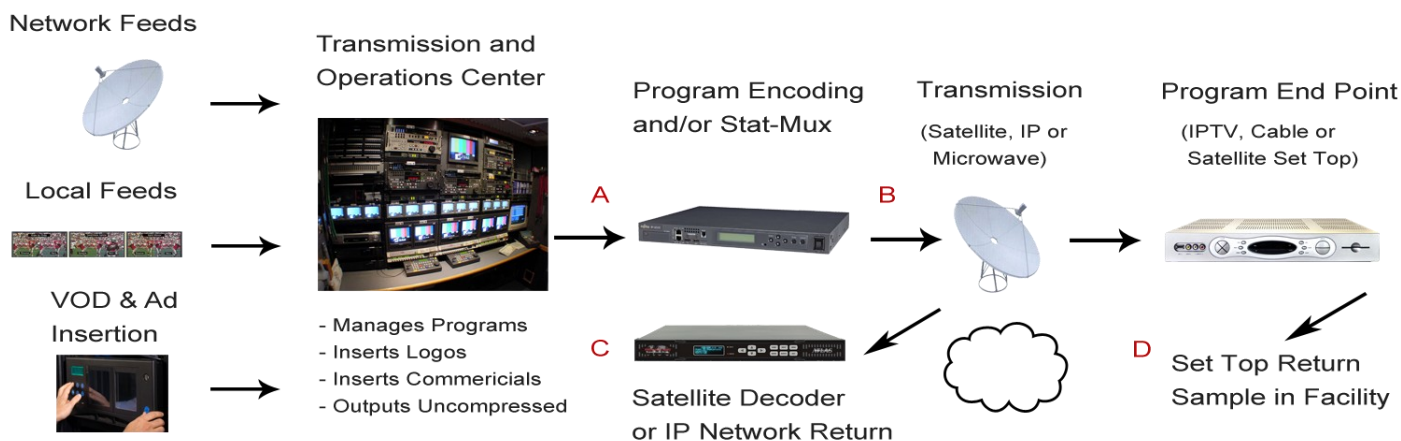 Network Feeds
Local Feeds
VOD & Ad
Insertion
Transmission and
Operations Center
- Manages Programs
- Inserts Logos
- Inserts Commericials
- Outputs Uncompressed
A
Program Encoding
and/or Stat-Mux
B
Transmission
(Satellite, IP or
Microwave)
Program End Point
(IPTV, Cable or
Satellite Set Top)
C
Satellite Decoder
or IP Network Return
D
Set Top Return
Sample in Facility